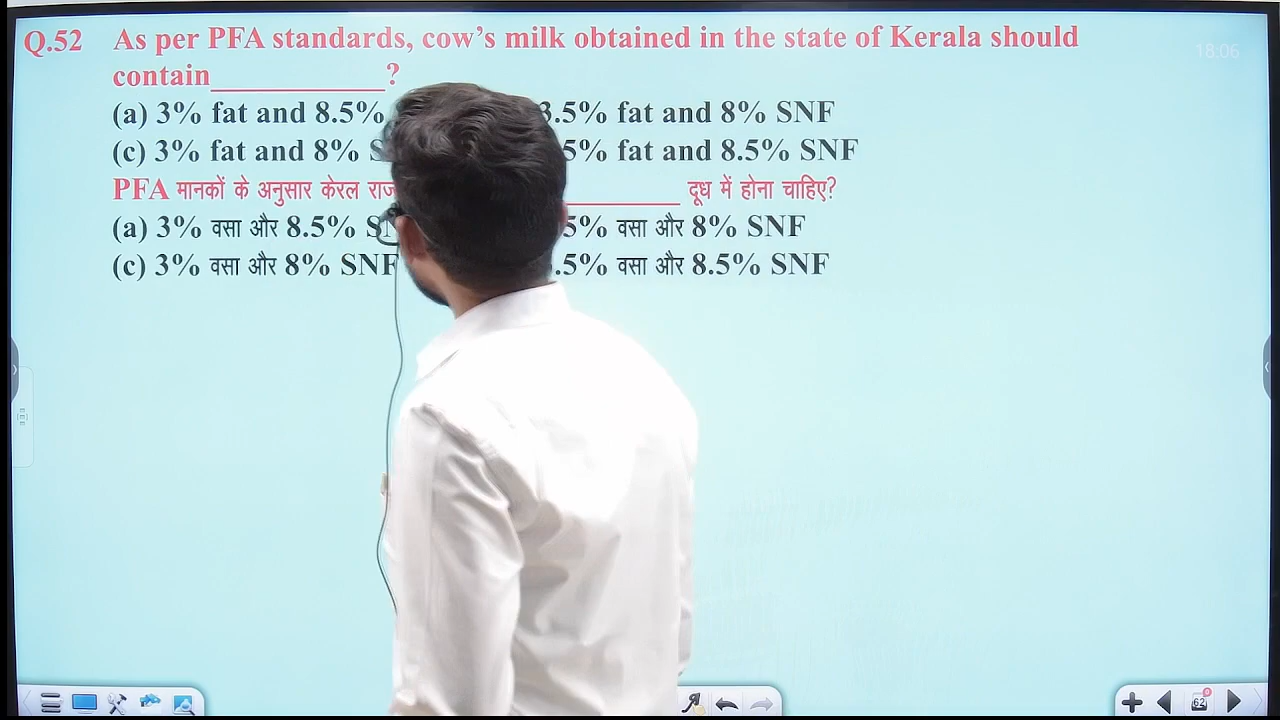 Q.52 As per PFA standards, cow's milk obtained in the state of Kerala should
18:06
contain__________?
(a) 3% fat and 8.5% 3.5% fat and 8% SNF
(c) 3% fat and 8% 5% fat and 8.5% SNF
PFA मानकों के अनुसार केरल __________ दूध में होना चाहिए?
(a) 3% वसा और 8.5% 5% वसा और 8% SNF
(c) 3% वसा और 8% SNF .5% वसा और 8.5% SNF
62